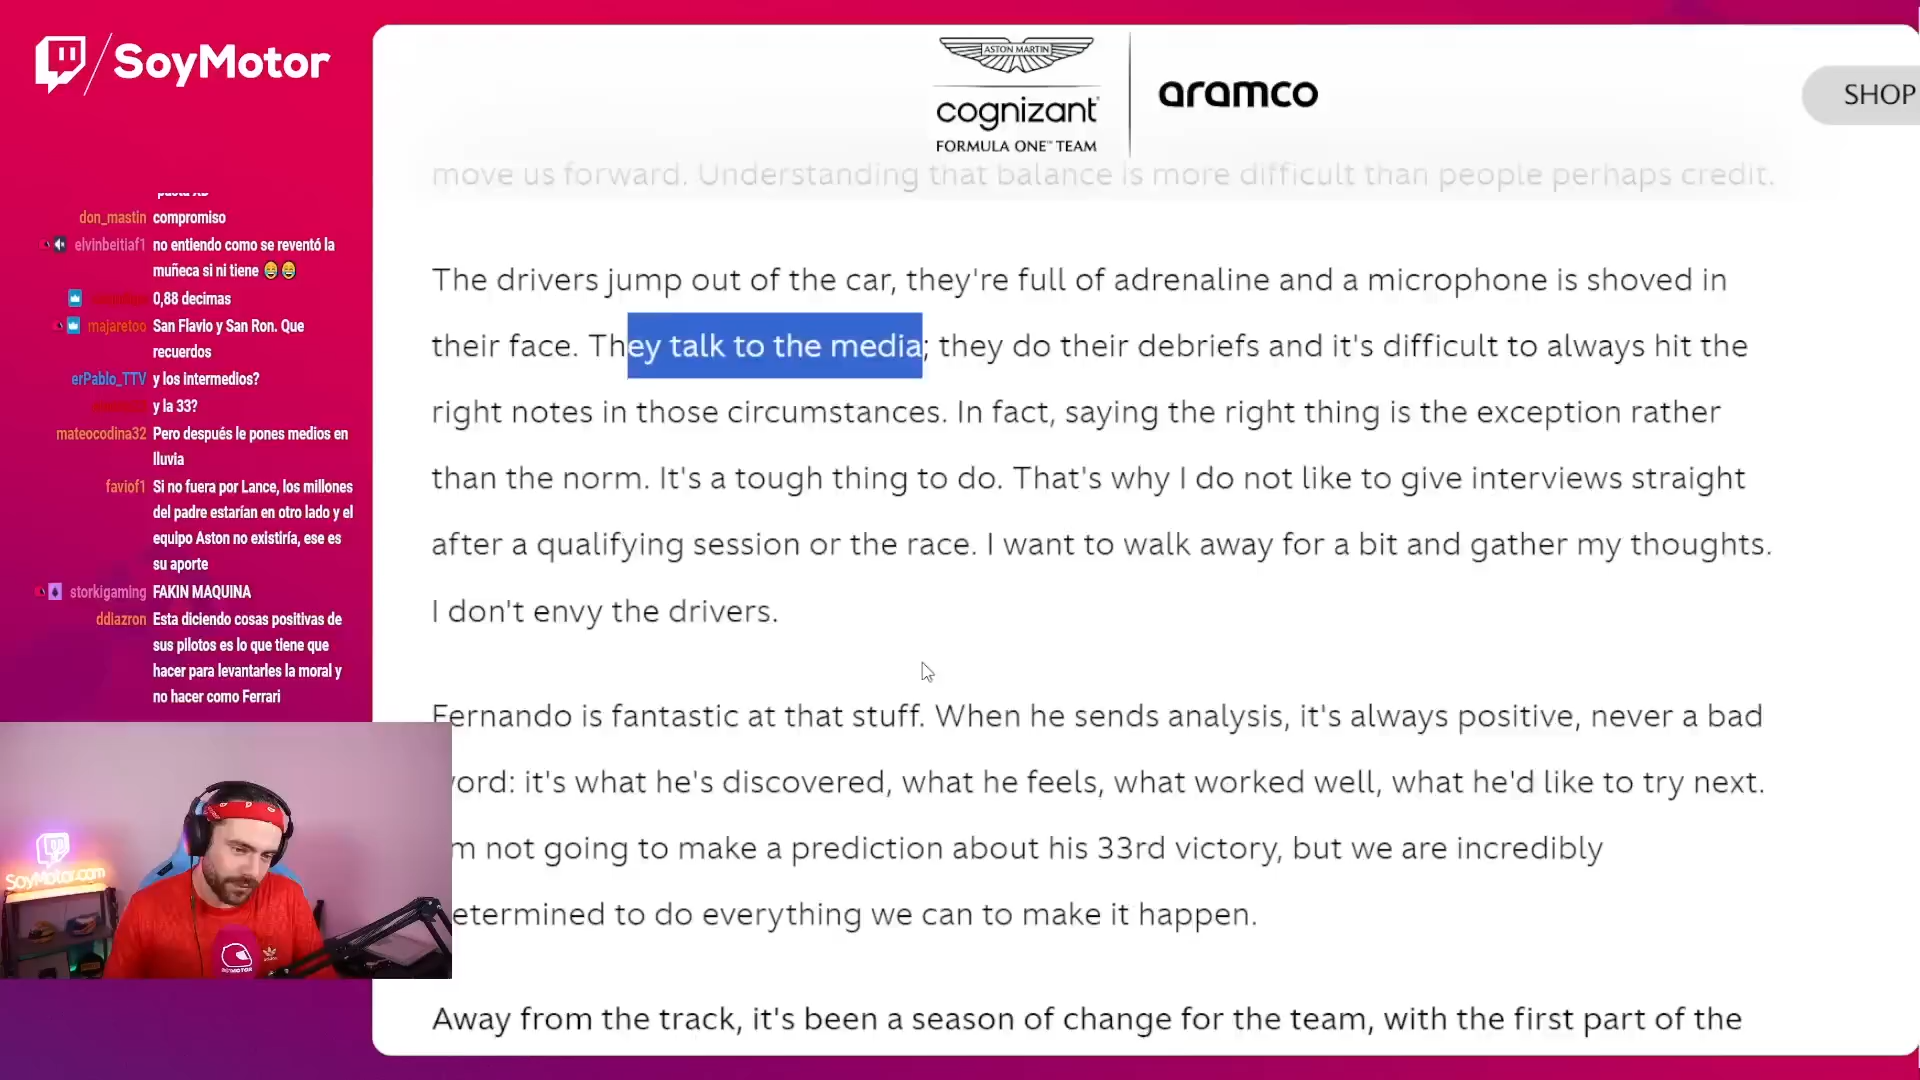 SoyMotor
don_mastin compromiso
elvinbeitiaf1 no entiendo como se reventó la
muñeca si ni tiene 😂😂
0,88 decimas
majaretoo San Flavio y San Ron. Que
recuerdos
erPablo_TTV y los intermedios?
y la 33?
mateocodina32 Pero después le pones medios en
lluvia
faviof1 Si no fuera por Lance, los millones
del padre estarían en otro lado y el
equipo Aston no existiría, ese es
su aporte
storkigaming FAKIN MAQUINA
ddiazron Esta diciendo cosas positivas de
sus pilotos es lo que tiene que
hacer para levantarles la moral y
no hacer como Ferrari
SoyMotor.com
ASTON MARTIN
cognizant
FORMULA ONE™ TEAM
aramco
SHOP
move us forward. Understanding that balance is more difficult than people perhaps credit.
The drivers jump out of the car, they're full of adrenaline and a microphone is shoved in
their face. They talk to the media; they do their debriefs and it's difficult to always hit the
right notes in those circumstances. In fact, saying the right thing is the exception rather
than the norm. It's a tough thing to do. That's why I do not like to give interviews straight
after a qualifying session or the race. I want to walk away for a bit and gather my thoughts.
I don't envy the drivers.
Fernando is fantastic at that stuff. When he sends analysis, it's always positive, never a bad
word: it's what he's discovered, what he feels, what worked well, what he'd like to try next.
m not going to make a prediction about his 33rd victory, but we are incredibly
etermined to do everything we can to make it happen.
Away from the track, it's been a season of change for the team, with the first part of the